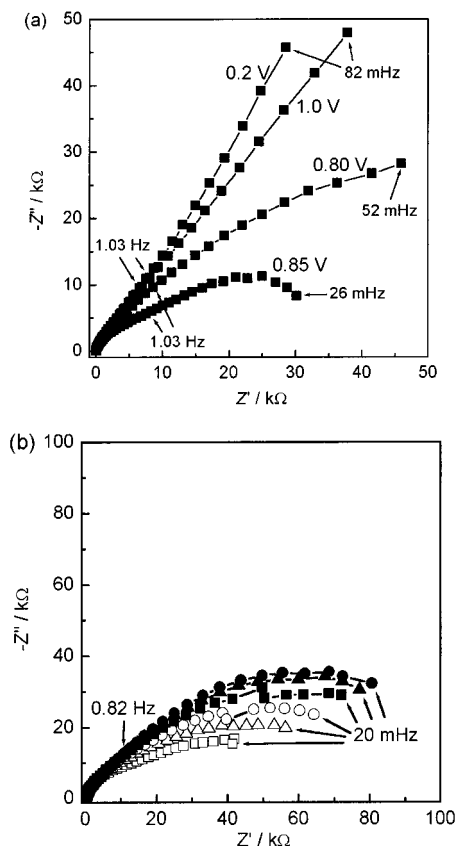 (a)
50
40
30
20
10
0
-Z" / kΩ
0.2 V
82 mHz
1.0 V
0.80 V
52 mHz
1.03 Hz
0.85 V
26 mHz
1.03 Hz
0 10 20 30 40 50
Z' / kΩ
(b)
100
80
60
40
20
0
-Z" / kΩ
0.82 Hz
20 mHz
0 20 40 60 80 100
Z' / kΩ